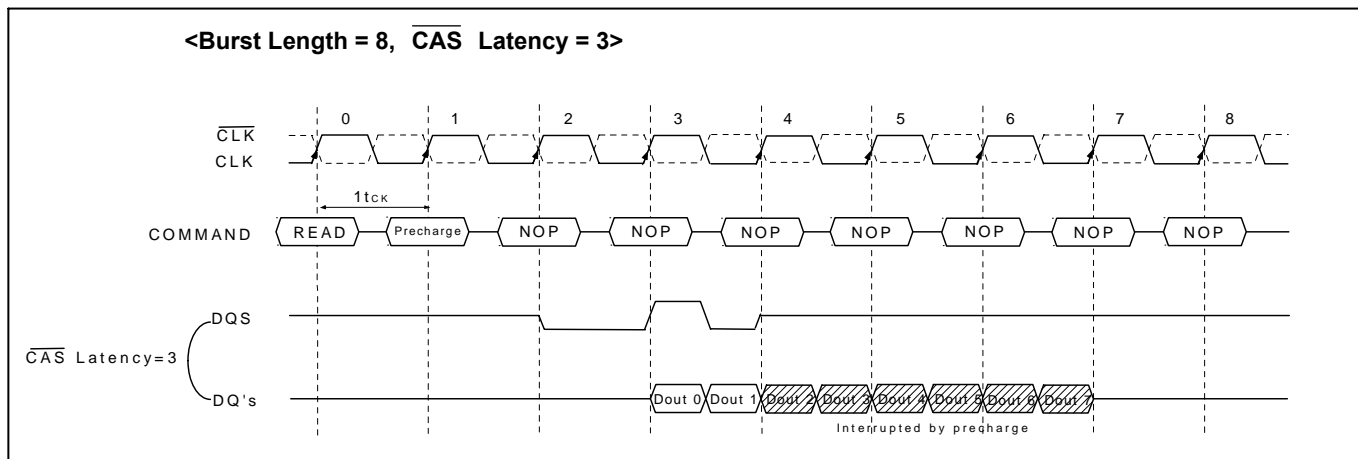 <Burst Length = 8, CAS Latency = 3>
0 1 2 3 4 5 6 7 8
CLK
CLK
1tCK
COMMAND READ Precharge NOP NOP NOP NOP NOP NOP NOP
DQS
CAS Latency=3
DQ's Dout 0 Dout 1 Dout 2 Dout 3 Dout 4 Dout 5 Dout 6 Dout 7
Interrupted by precharge